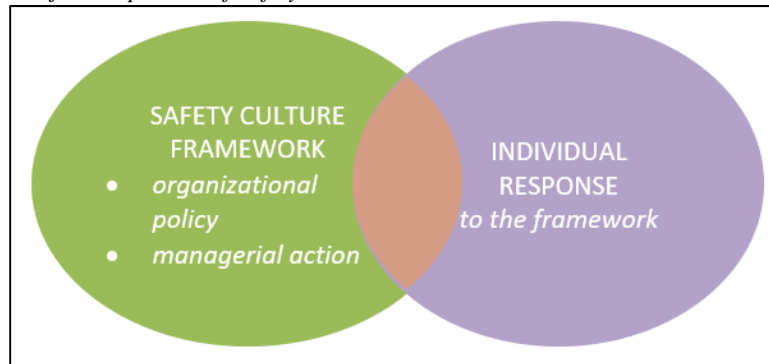 SAFETY CULTURE
FRAMEWORK
• organizational
policy
• managerial action
INDIVIDUAL
RESPONSE
to the framework